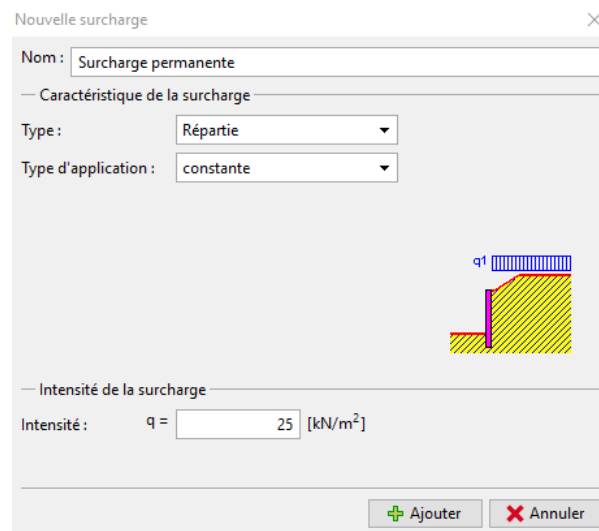 Nouvelle surcharge
Nom : Surcharge permanente
Caractéristique de la surcharge
Type : Répartie
Type d'application : constante
q1
Intensité de la surcharge
Intensité : q = 25 [kN/m²]
Ajouter Annuler